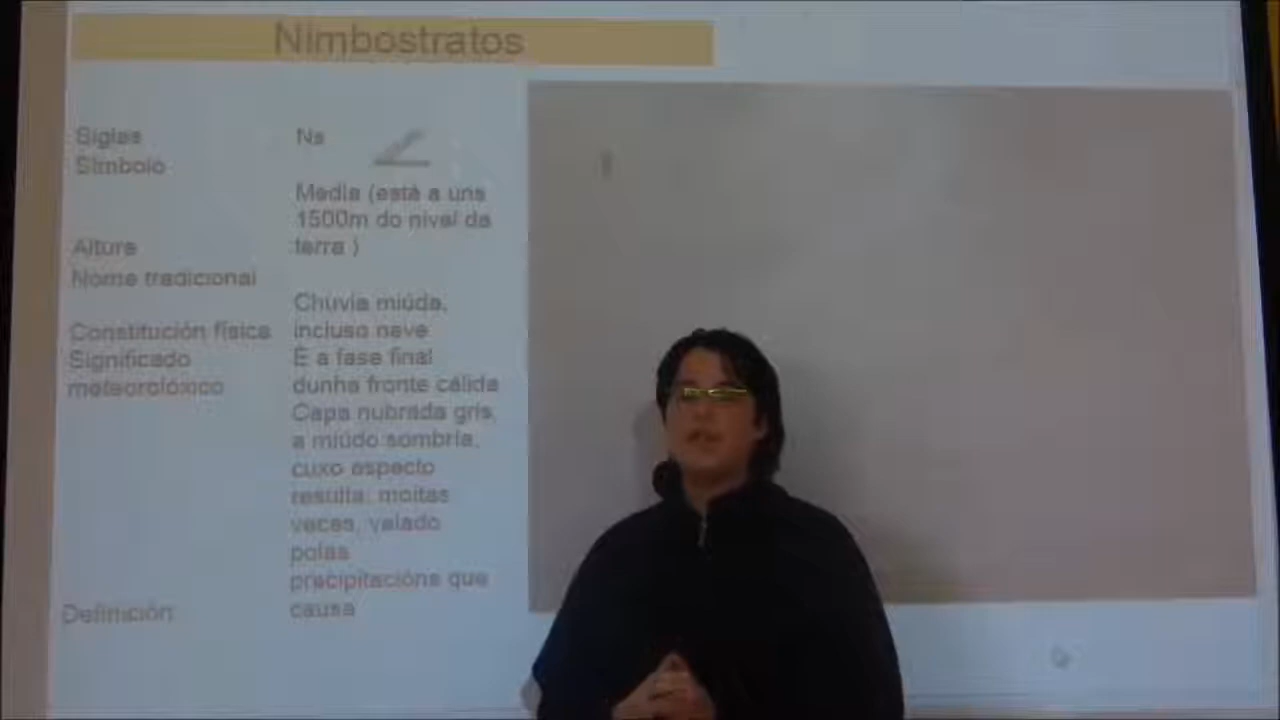 Nimbostratos
Siglas Ns
Símbolo
Media (está a uns
1500m do nivel da
Altura terra )
Nome tradicional
Chuvia miúda,
Constitución física incluso neve
Significado É a fase final
meteorolóxico dunha fronte cálida
Capa nubrada gris,
a miúdo sombría,
cuxo aspecto
resulta, moitas
veces, velado
polas
precipitacións que
Definición causa